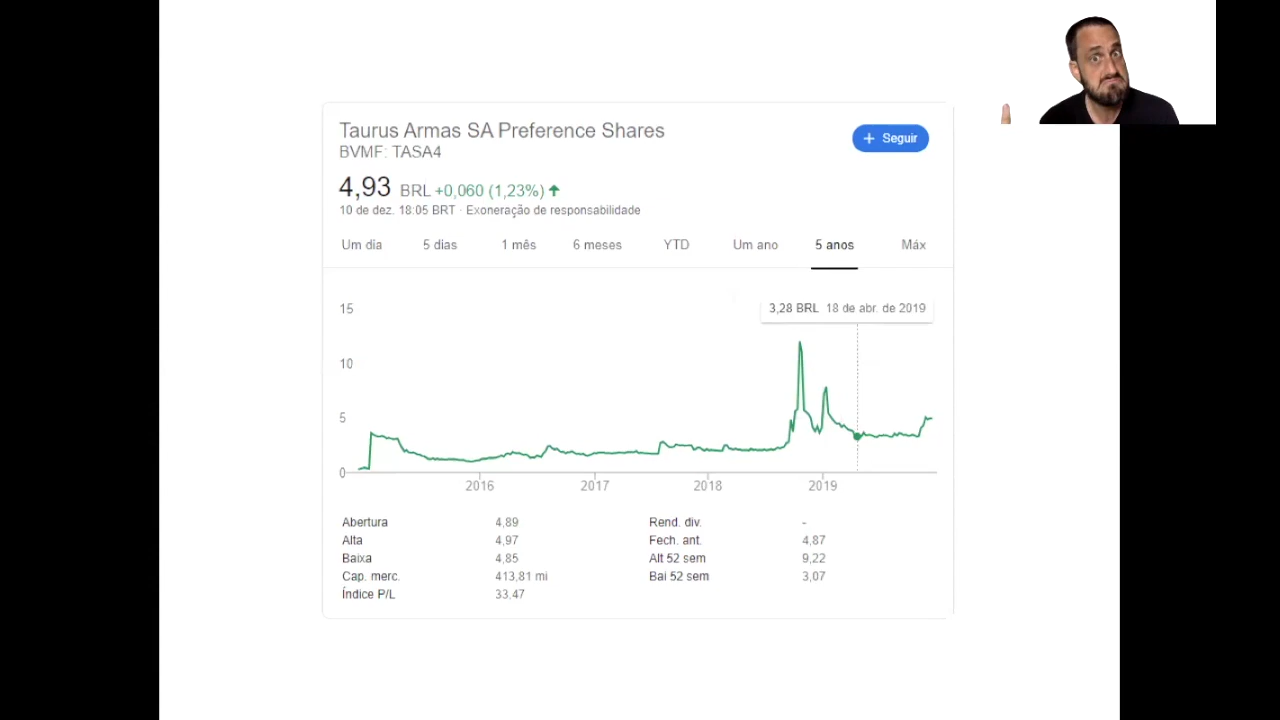 Taurus Armas SA Preference Shares
BVMF: TASA4
+ Seguir
4,93 BRL +0,060 (1,23%)
10 de dez. 18:05 BRT · Exoneração de responsabilidade
Um dia 5 dias 1 mês 6 meses YTD Um ano 5 anos Máx
3,28 BRL 18 de abr. de 2019
15
10
5
0
2016 2017 2018 2019
Abertura 4,89 Rend. div. -
Alta 4,97 Fech. ant. 4,87
Baixa 4,85 Alt 52 sem 9,22
Cap. merc. 413,81 mi Bai 52 sem 3,07
Índice P/L 33,47